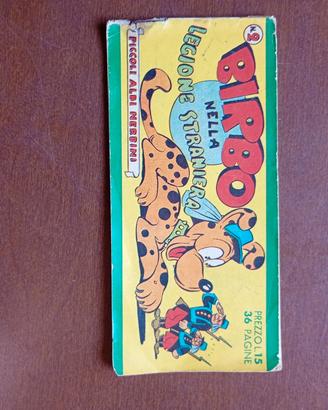 PICCOLI ALBI NERBINI
N. 9
BIRBO
NELLA
LEGIONE STRANIERA
PREZZO L.15
36 PAGINE